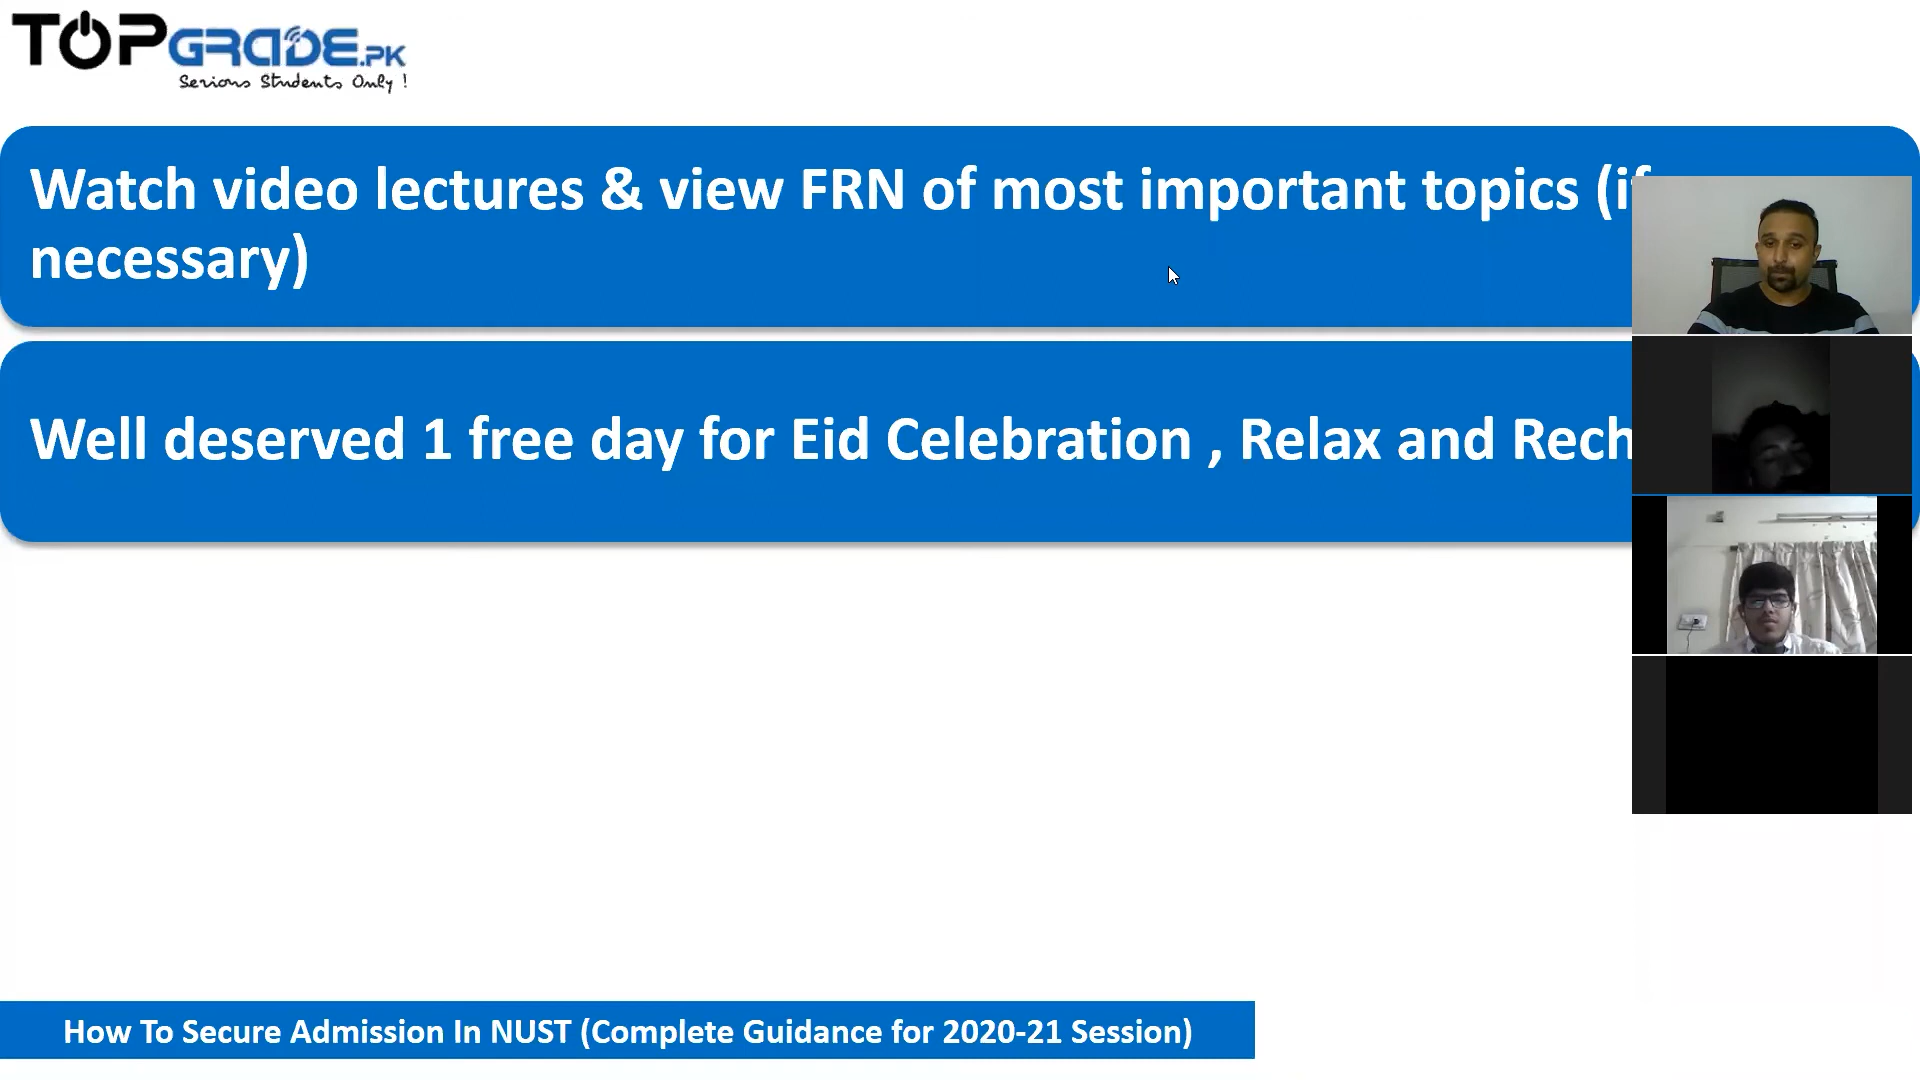 TOPGRADE.PK
Serious Students Only !
Watch video lectures & view FRN of most important topics (if
necessary)
Well deserved 1 free day for Eid Celebration , Relax and Rech
How To Secure Admission In NUST (Complete Guidance for 2020-21 Session)